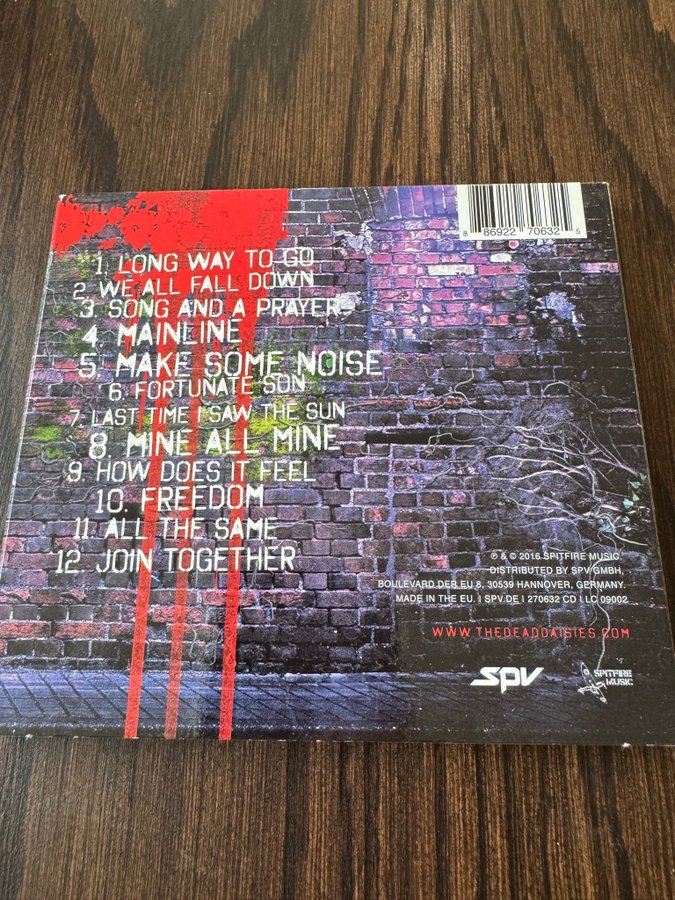 8 86922 70632 5
1. LONG WAY TO GO
2. WE ALL FALL DOWN
3. SONG AND A PRAYER
4. MAINLINE
5. MAKE SOME NOISE
6. FORTUNATE SON
7. LAST TIME I SAW THE SUN
8. MINE ALL MINE
9. HOW DOES IT FEEL
10. FREEDOM
11. ALL THE SAME
12. JOIN TOGETHER
℗ & © 2016 SPITFIRE MUSIC.
DISTRIBUTED BY SPV GMBH,
BOULEVARD DER EU 8, 30539 HANNOVER, GERMANY.
MADE IN THE EU. I SPV.DE I 270632 CD I LC 09002
WWW.THEDEADDAISIES.COM
SPV
SPITFIRE
MUSIC